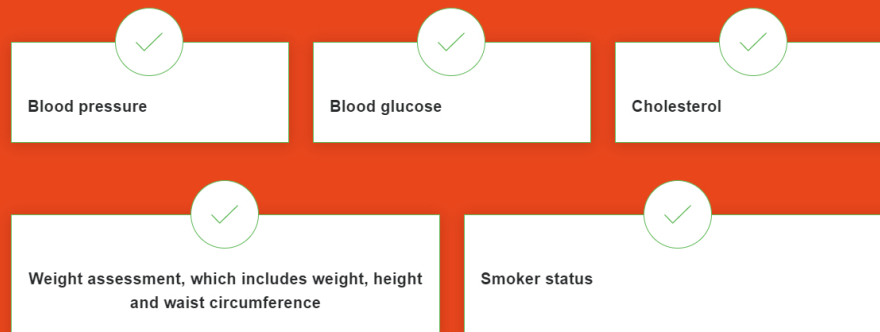 Blood pressure
Blood glucose
Cholesterol
Weight assessment, which includes weight, height
and waist circumference
Smoker status